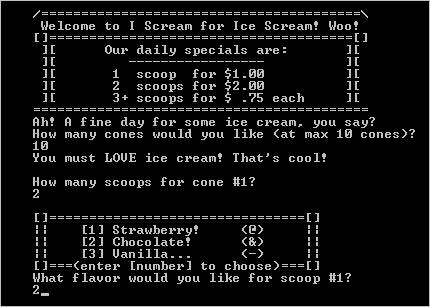 /===================================\
Welcome to I Scream for Ice Scream! Woo!
[]===================================[]
][ Our daily specials are: ][
][ ----------------- ][
][ 1 scoop for $1.00 ][
][ 2 scoops for $2.00 ][
][ 3+ scoops for $ .75 each ][
=====================================
Ah! A fine day for some ice cream, you say?
How many cones would you like (at max 10 cones)?
10
You must LOVE ice cream! That's cool!
How many scoops for cone #1?
2
[]==============================[]
¦¦ [1] Strawberry! (@) ¦¦
¦¦ [2] Chocolate! (&) ¦¦
¦¦ [3] Vanilla... (-) ¦¦
[]===(enter [number] to choose)===[]
What flavor would you like for scoop #1?
2_